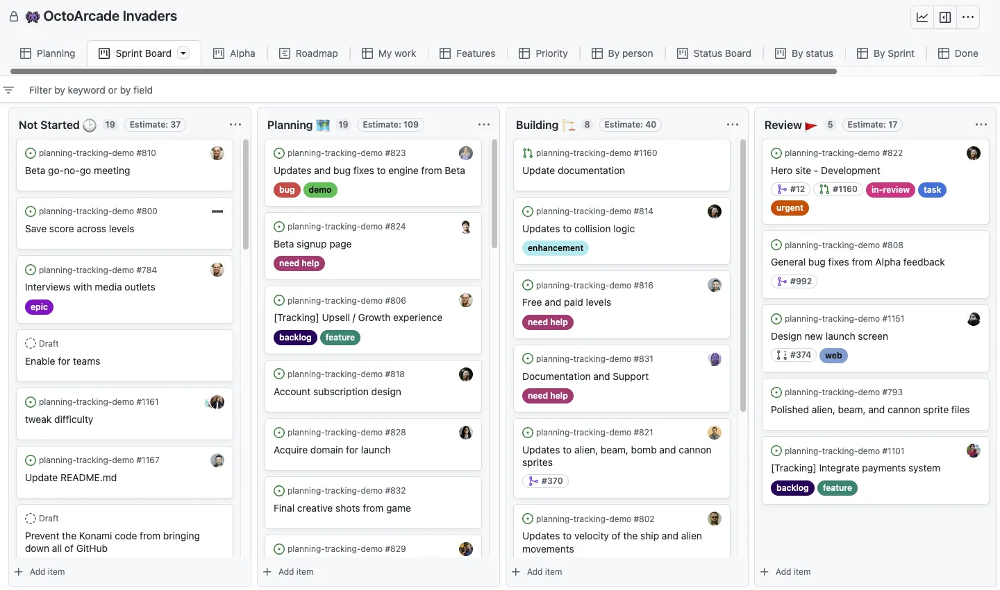 OctoArcade Invaders
Planning
Sprint Board
Alpha
Roadmap
My work
Features
Priority
By person
Status Board
By status
By Sprint
Done
Filter by keyword or by field
Not Started 19 Estimate: 37
planning-tracking-demo #810
Beta go-no-go meeting
planning-tracking-demo #800
Save score across levels
planning-tracking-demo #784
Interviews with media outlets
epic
Draft
Enable for teams
planning-tracking-demo #1161
tweak difficulty
planning-tracking-demo #1167
Update README.md
Draft
Prevent the Konami code from bringing
down all of GitHub
Add item
Planning 19 Estimate: 109
planning-tracking-demo #823
Updates and bug fixes to engine from Beta
bug demo
planning-tracking-demo #824
Beta signup page
need help
planning-tracking-demo #806
[Tracking] Upsell / Growth experience
backlog feature
planning-tracking-demo #818
Account subscription design
planning-tracking-demo #828
Acquire domain for launch
planning-tracking-demo #832
Final creative shots from game
planning-tracking-demo #829
Add item
Building 8 Estimate: 40
planning-tracking-demo #1160
Update documentation
planning-tracking-demo #814
Updates to collision logic
enhancement
planning-tracking-demo #816
Free and paid levels
need help
planning-tracking-demo #831
Documentation and Support
need help
planning-tracking-demo #821
Updates to alien, beam, bomb and cannon
sprites
#370
planning-tracking-demo #802
Updates to velocity of the ship and alien
movements
Add item
Review 5 Estimate: 17
planning-tracking-demo #822
Hero site - Development
#12 #1160 in-review task
urgent
planning-tracking-demo #808
General bug fixes from Alpha feedback
#992
planning-tracking-demo #1151
Design new launch screen
#374 web
planning-tracking-demo #793
Polished alien, beam, and cannon sprite files
planning-tracking-demo #1101
[Tracking] Integrate payments system
backlog feature
Add item